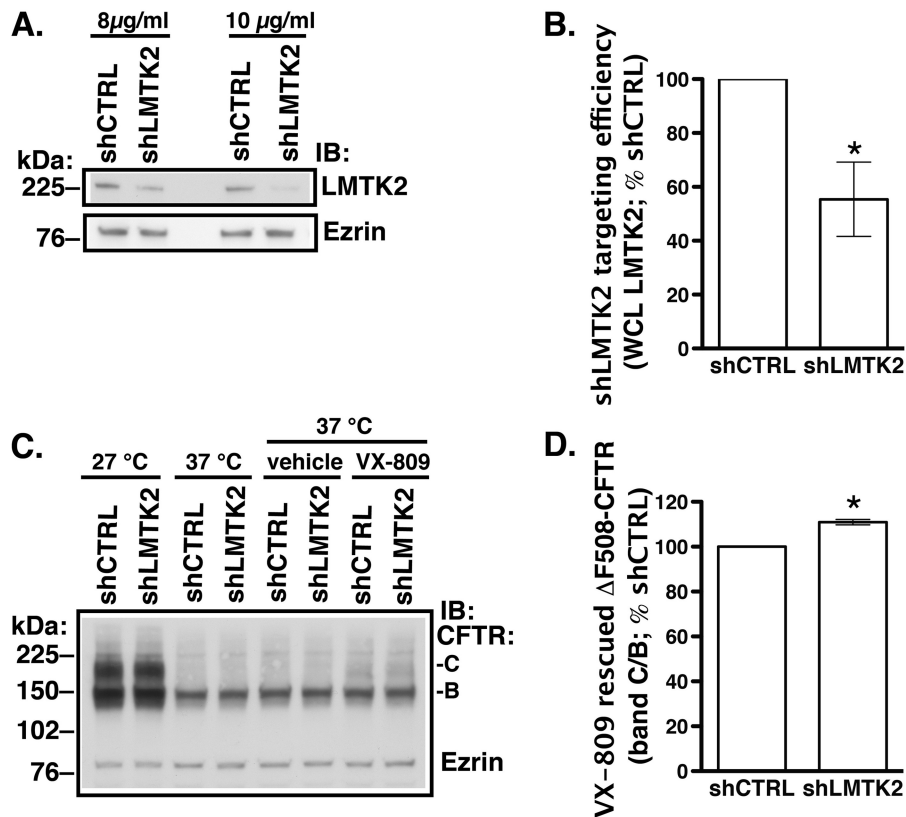 A.
8µg/ml 10 µg/ml
shCTRL
shLMTK2
shCTRL
shLMTK2
kDa: IB:
225– LMTK2
76– Ezrin
B.
shLMTK2 targeting efficiency
(WCL LMTK2; % shCTRL)
100
80
60
40
20
0
*
shCTRL shLMTK2
C.
37 °C
27 °C 37 °C vehicle VX-809
shCTRL
shLMTK2
shCTRL
shLMTK2
shCTRL
shLMTK2
shCTRL
shLMTK2
IB:
kDa: CFTR:
225–
-C
150– -B
102–
76– Ezrin
D.
VX-809 rescued ΔF508-CFTR
(band C/B; % shCTRL)
120
100
80
60
40
20
0
*
shCTRL shLMTK2